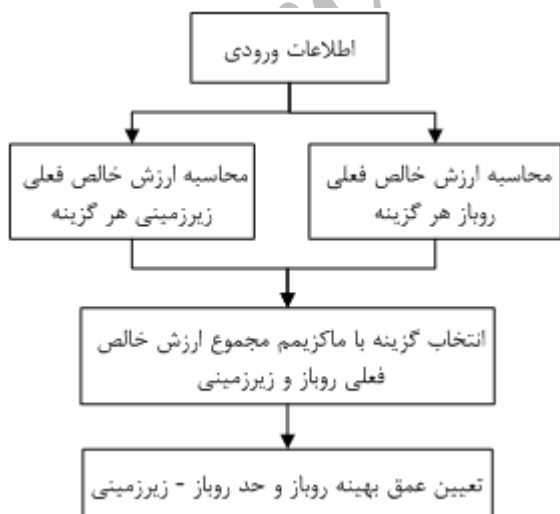 اطلاعات ورودی
محاسبه ارزش خالص فعلی
روباز هر گزینه
محاسبه ارزش خالص فعلی
زیرزمینی هر گزینه
انتخاب گزینه با ماکزیمم مجموع ارزش خالص
فعلی روباز و زیرزمینی
تعیین عمق بهینه روباز و حد روباز - زیرزمینی